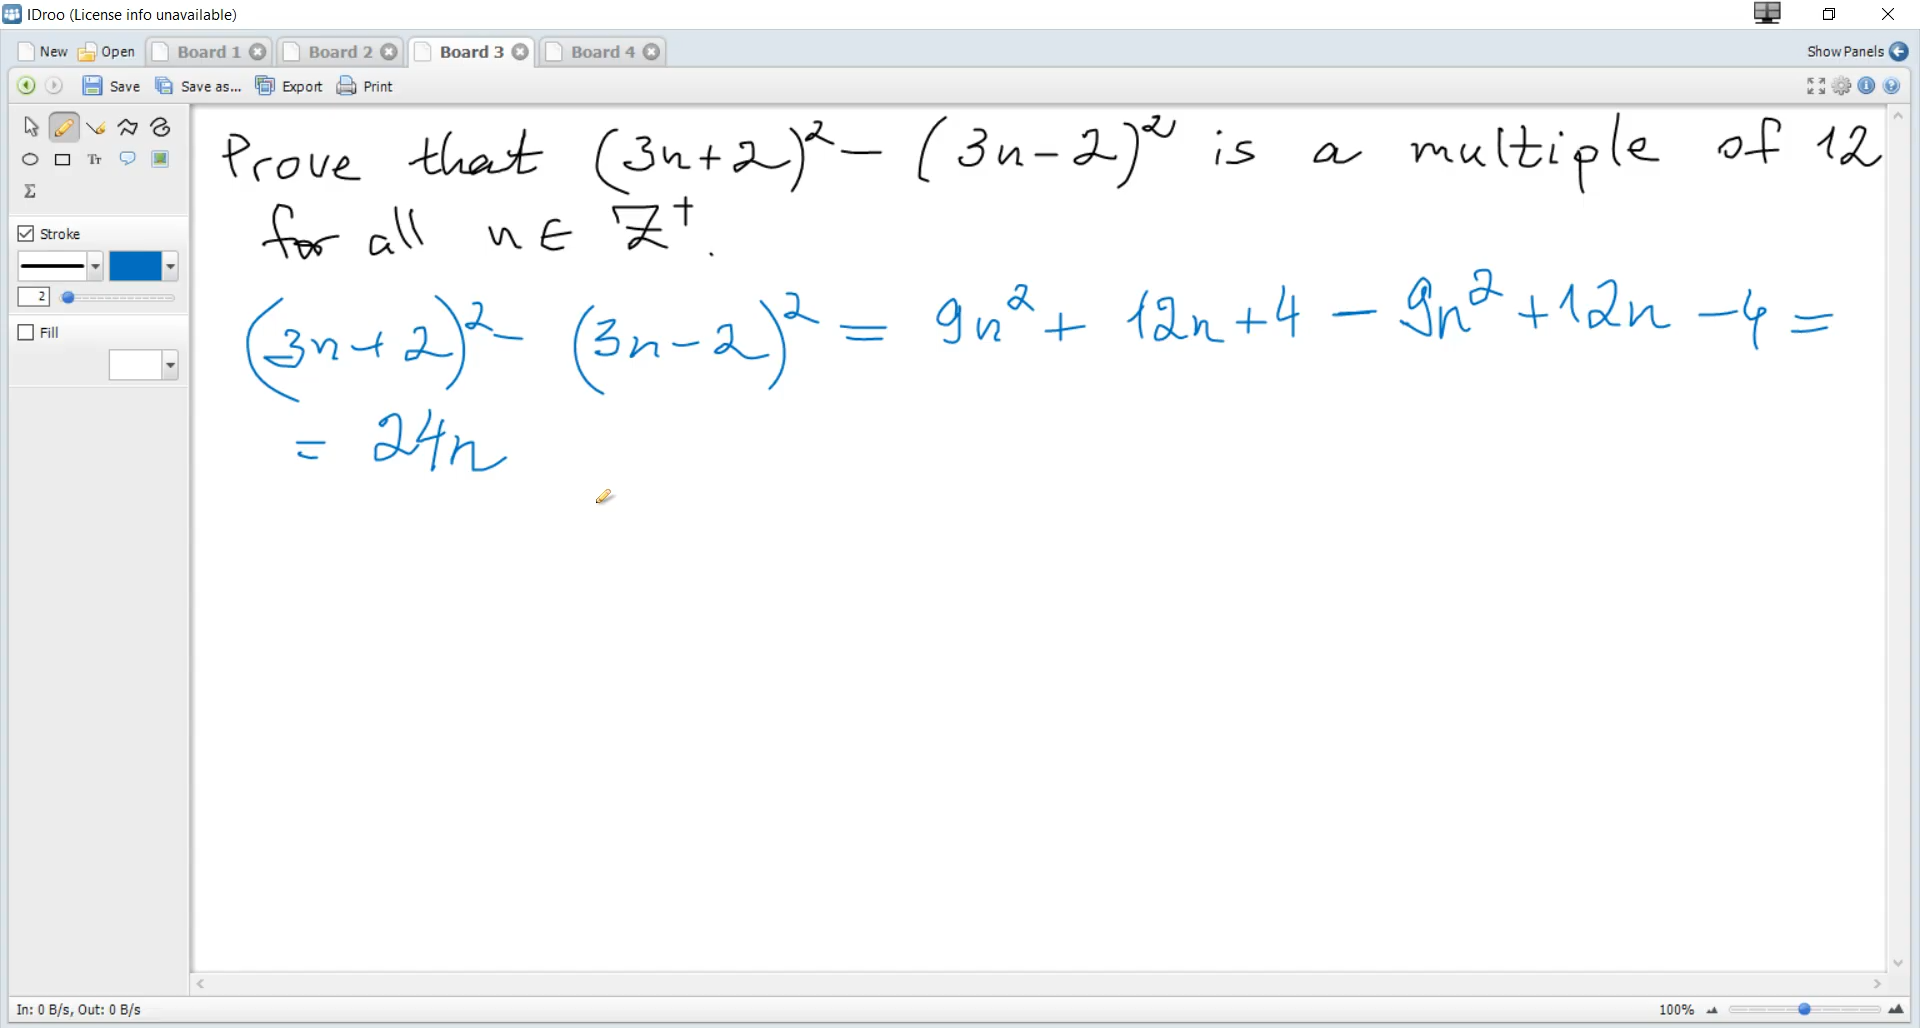 IDroo (License info unavailable)
New Open Board 1 Board 2 Board 3 Board 4 Show Panels
Save Save as... Export Print
Tт
Σ
Stroke
2
Fill
Prove that (3n+2)² − (3n−2)² is a multiple of 12
for all n∈ ℤ⁺.
(3n+2)² − (3n−2)² = 9n² + 12n+4 − 9n² +12n −4 =
= 24n
In: 0 B/s, Out: 0 B/s 100%